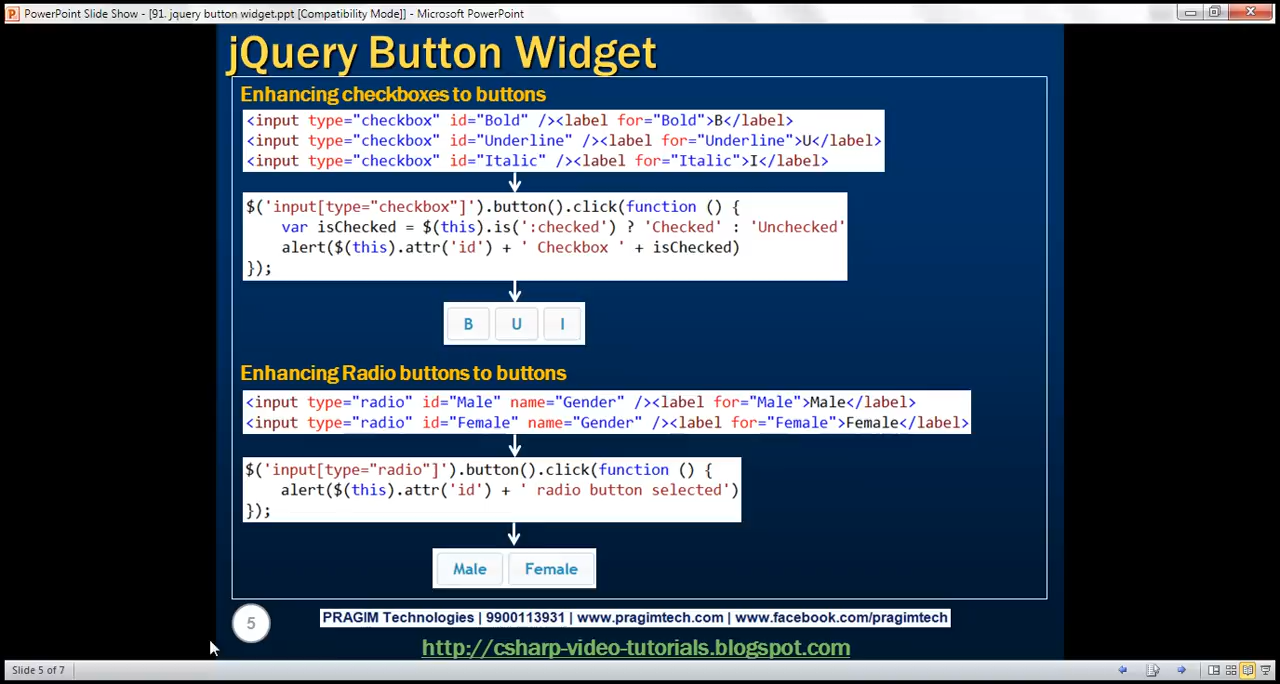 PowerPoint Slide Show - [91. jquery button widget.ppt [Compatibility Mode]] - Microsoft PowerPoint
jQuery Button Widget
Enhancing checkboxes to buttons
<input type="checkbox" id="Bold" /><label for="Bold">B</label>
<input type="checkbox" id="Underline" /><label for="Underline">U</label>
<input type="checkbox" id="Italic" /><label for="Italic">I</label>
$('input[type="checkbox"]').button().click(function () {
    var isChecked = $(this).is(':checked') ? 'Checked' : 'Unchecked'
    alert($(this).attr('id') + ' Checkbox ' + isChecked)
});
B U I
Enhancing Radio buttons to buttons
<input type="radio" id="Male" name="Gender" /><label for="Male">Male</label>
<input type="radio" id="Female" name="Gender" /><label for="Female">Female</label>
$('input[type="radio"]').button().click(function () {
    alert($(this).attr('id') + ' radio button selected')
});
Male Female
5
PRAGIM Technologies | 9900113931 | www.pragimtech.com | www.facebook.com/pragimtech
http://csharp-video-tutorials.blogspot.com
Slide 5 of 7